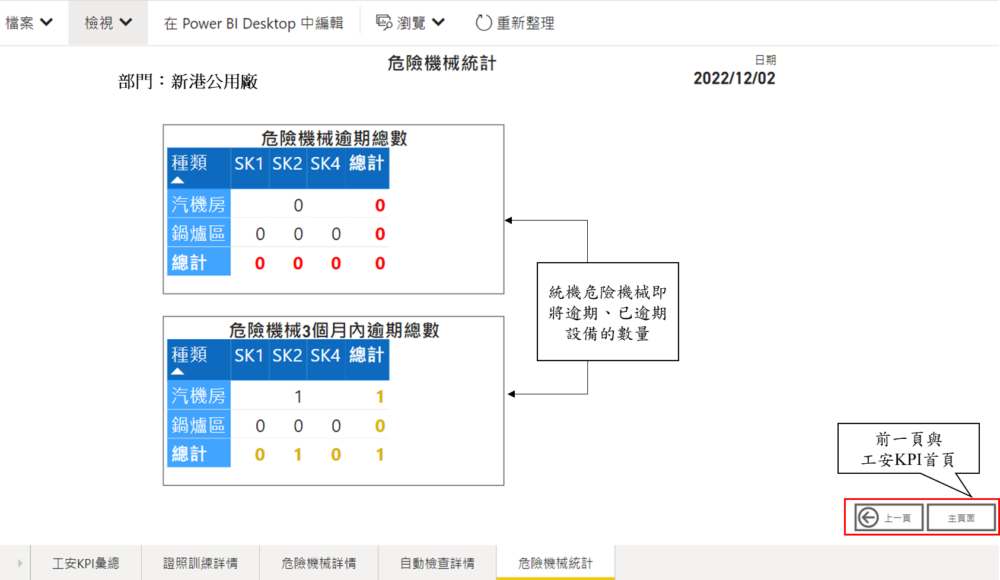 檔案 檢視 在 Power BI Desktop 中編輯 瀏覽 重新整理
危險機械統計
日期
2022/12/02
部門：新港公用廠
危險機械逾期總數
種類 SK1 SK2 SK4 總計
汽機房 0 0
鍋爐區 0 0 0 0
總計 0 0 0 0
統機危險機械即
將逾期、已逾期
設備的數量
危險機械3個月內逾期總數
種類 SK1 SK2 SK4 總計
汽機房 1 1
鍋爐區 0 0 0 0
總計 0 1 0 1
前一頁與
工安KPI首頁
上一頁 主頁面
工安KPI彙總 證照訓練詳情 危險機械詳情 自動檢查詳情 危險機械統計